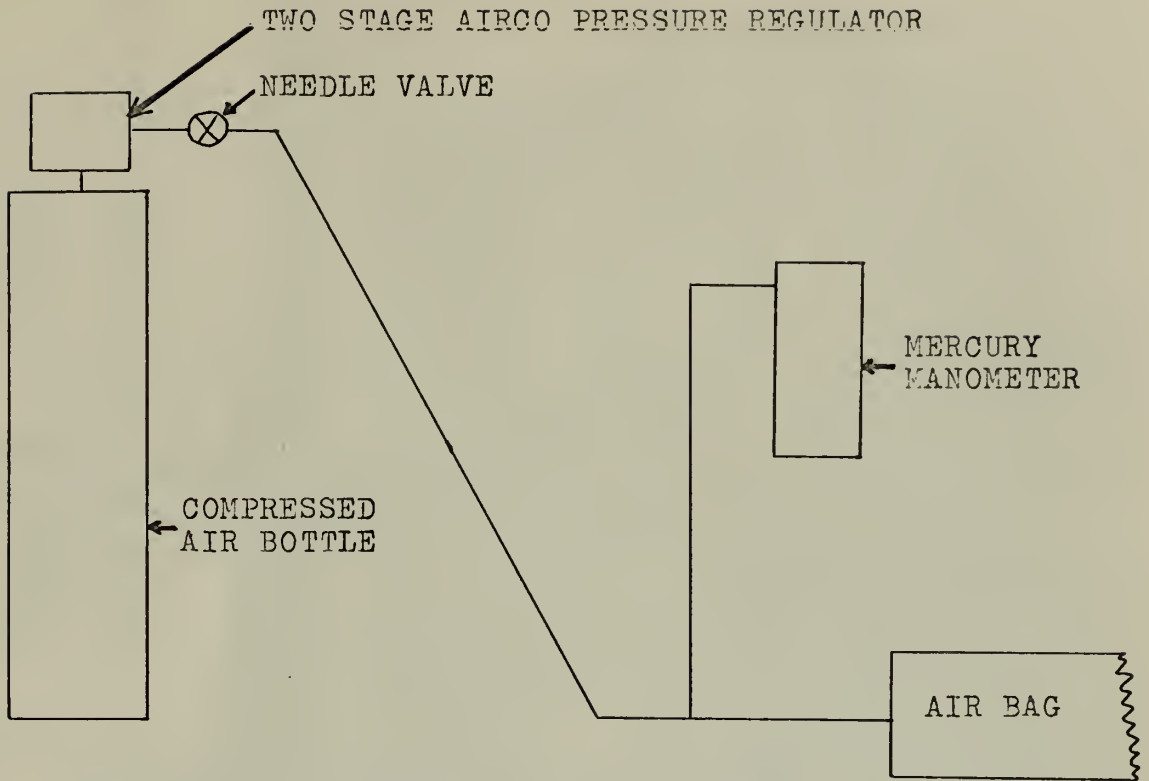 TWO STAGE AIRCO PRESSURE REGULATOR
NEEDLE VALVE
MERCURY
MANOMETER
COMPRESSED
AIR BOTTLE
AIR BAG